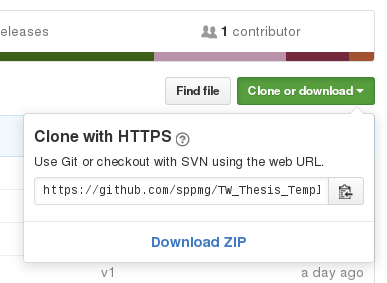 eleases
1 contributor
Find file
Clone or download
Clone with HTTPS ?
Use Git or checkout with SVN using the web URL.
https://github.com/sppmg/TW_Thesis_Templ
Download ZIP
v1
a day ago